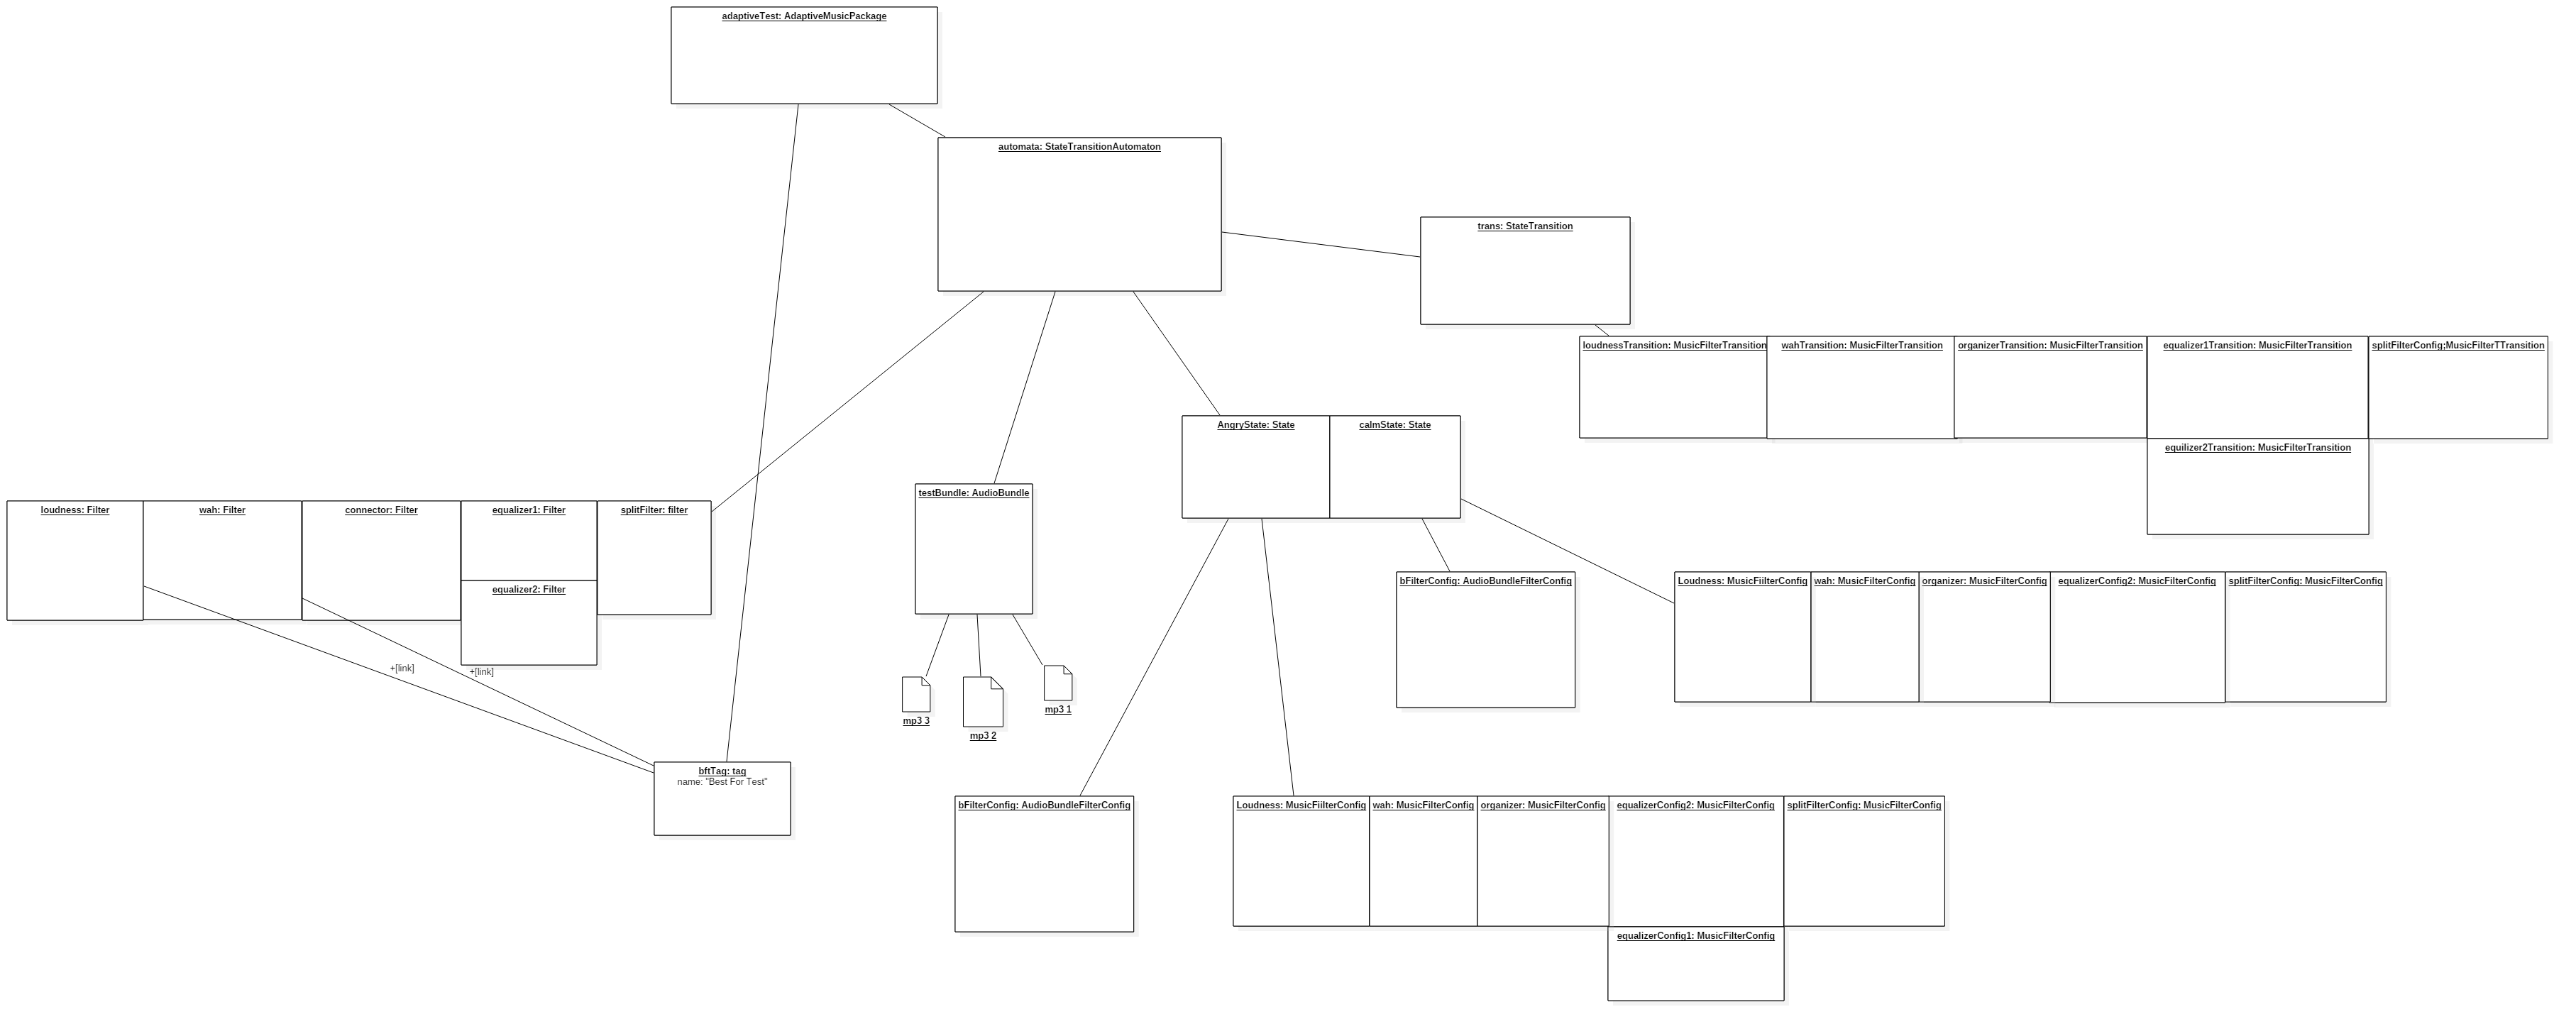 adaptiveTest: AdaptiveMusicPackage
automata: StateTransitionAutomaton
trans: StateTransition
loudnessTransition: MusicFilterTransition
wahTransition: MusicFilterTransition
organizerTransition: MusicFilterTransition
equalizer1Transition: MusicFilterTransition
splitFilterConfig;MusicFilterTTransition
equilizer2Transition: MusicFilterTransition
AngryState: State
calmState: State
testBundle: AudioBundle
loudness: Filter
wah: Filter
connector: Filter
equalizer1: Filter
splitFilter: filter
equalizer2: Filter
bFilterConfig: AudioBundleFilterConfig
Loudness: MusicFiilterConfig
wah: MusicFilterConfig
organizer: MusicFilterConfig
equalizerConfig2: MusicFilterConfig
splitFilterConfig: MusicFilterConfig
+[link]
+[link]
mp3 3
mp3 2
mp3 1
bftTag: tag
name: "Best For Test"
bFilterConfig: AudioBundleFilterConfig
Loudness: MusicFiilterConfig
wah: MusicFilterConfig
organizer: MusicFilterConfig
equalizerConfig2: MusicFilterConfig
splitFilterConfig: MusicFilterConfig
equalizerConfig1: MusicFilterConfig